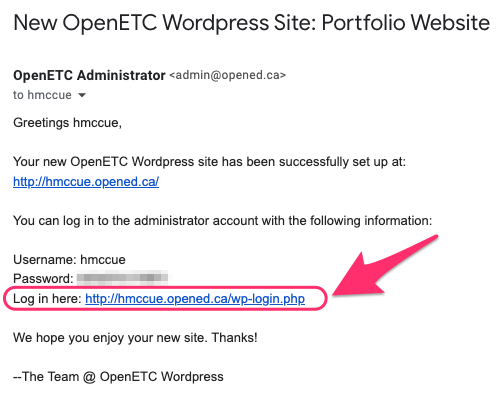 New OpenETC Wordpress Site: Portfolio Website
OpenETC Administrator <admin@opened.ca>
to hmccue
Greetings hmccue,
Your new OpenETC Wordpress site has been successfully set up at:
http://hmccue.opened.ca/
You can log in to the administrator account with the following information:
Username: hmccue
Password:
Log in here: http://hmccue.opened.ca/wp-login.php
We hope you enjoy your new site. Thanks!
--The Team @ OpenETC Wordpress